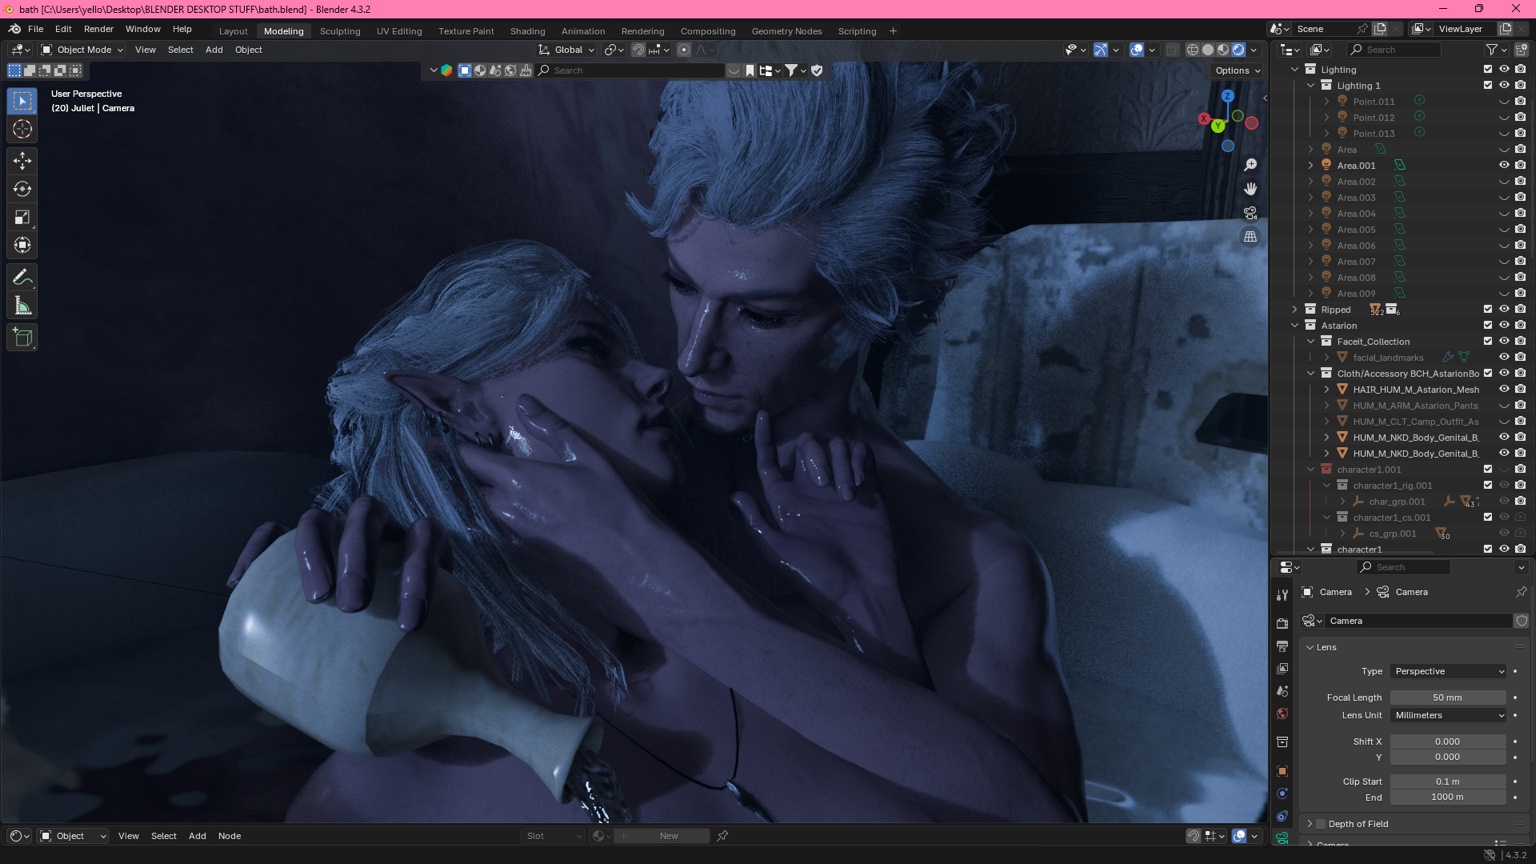 bath [C:\Users\yello\Desktop\BLENDER DESKTOP STUFF\bath.blend] - Blender 4.3.2
File Edit Render Window Help Layout Modeling Sculpting UV Editing Texture Paint Shading Animation Rendering Compositing Geometry Nodes Scripting + Scene ViewLayer
Object Mode View Select Add Object Global Search
Search Options
User Perspective
(20) Juliet | Camera
Z
X
Y
Lighting
Lighting 1
Point.011
Point.012
Point.013
Area
Area.001
Area.002
Area.003
Area.004
Area.005
Area.006
Area.007
Area.008
Area.009
Ripped
Astarion
Faceit_Collection
facial_landmarks
Cloth/Accessory BCH_AstarionBo
HAIR_HUM_M_Astarion_Mesh
HUM_M_ARM_Astarion_Pants
HUM_M_CLT_Camp_Outfit_As
HUM_M_NKD_Body_Genital_B
HUM_M_NKD_Body_Genital_B
character1.001
character1_rig.001
char_grp.001 43
character1_cs.001
cs_grp.001 30
character1
Search
Camera > Camera
Camera
Lens
Type Perspective
Focal Length 50 mm
Lens Unit Millimeters
Shift X 0.000
Y 0.000
Clip Start 0.1 m
End 1000 m
Depth of Field
Object View Select Add Node Slot New
4.3.2